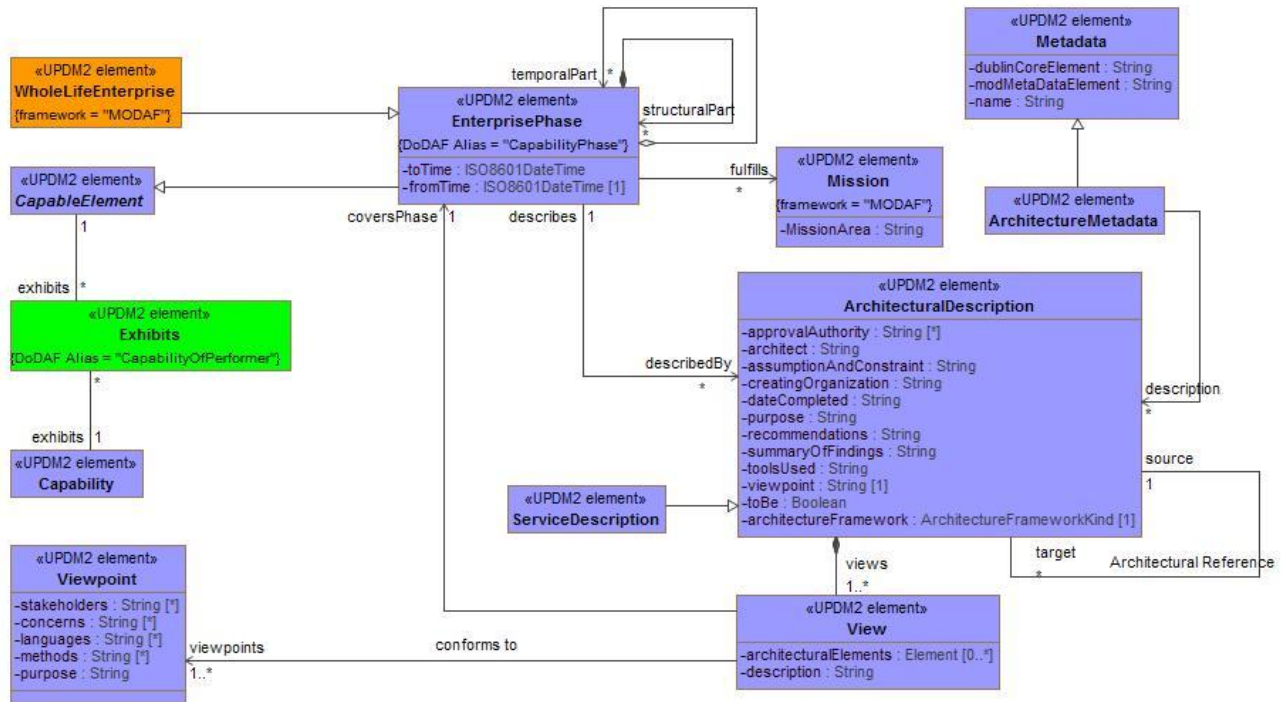 «UPDM2 element»
WholeLifeEnterprise
{framework = "MODAF"}
temporalPart *
structuralPart
*
«UPDM2 element»
EnterprisePhase
{DoDAF Alias = "CapabilityPhase"}
-toTime : ISO8601DateTime
-fromTime : ISO8601DateTime [1]
«UPDM2 element»
Metadata
-dublinCoreElement : String
-modMetaDataElement : String
-name : String
«UPDM2 element»
CapableElement
1
coversPhase 1
describes 1
fulfills
*
«UPDM2 element»
Mission
{framework = "MODAF"}
-MissionArea : String
«UPDM2 element»
ArchitectureMetadata
exhibits *
«UPDM2 element»
Exhibits
{DoDAF Alias = "CapabilityOfPerformer"}
*
exhibits 1
«UPDM2 element»
Capability
describedBy
*
«UPDM2 element»
ArchitecturalDescription
-approvalAuthority : String [*]
-architect : String
-assumptionAndConstraint : String
-creatingOrganization : String
-dateCompleted : String
-purpose : String
-recommendations : String
-summaryOfFindings : String
-toolsUsed : String
-viewpoint : String [1]
-toBe : Boolean
-architectureFramework : ArchitectureFrameworkKind [1]
description
*
source
1
target
*
Architectural Reference
«UPDM2 element»
ServiceDescription
views
1..*
«UPDM2 element»
Viewpoint
-stakeholders : String [*]
-concerns : String [*]
-languages : String [*]
-methods : String [*]
-purpose : String
viewpoints
1..*
conforms to
«UPDM2 element»
View
-architecturalElements : Element [0..*]
-description : String